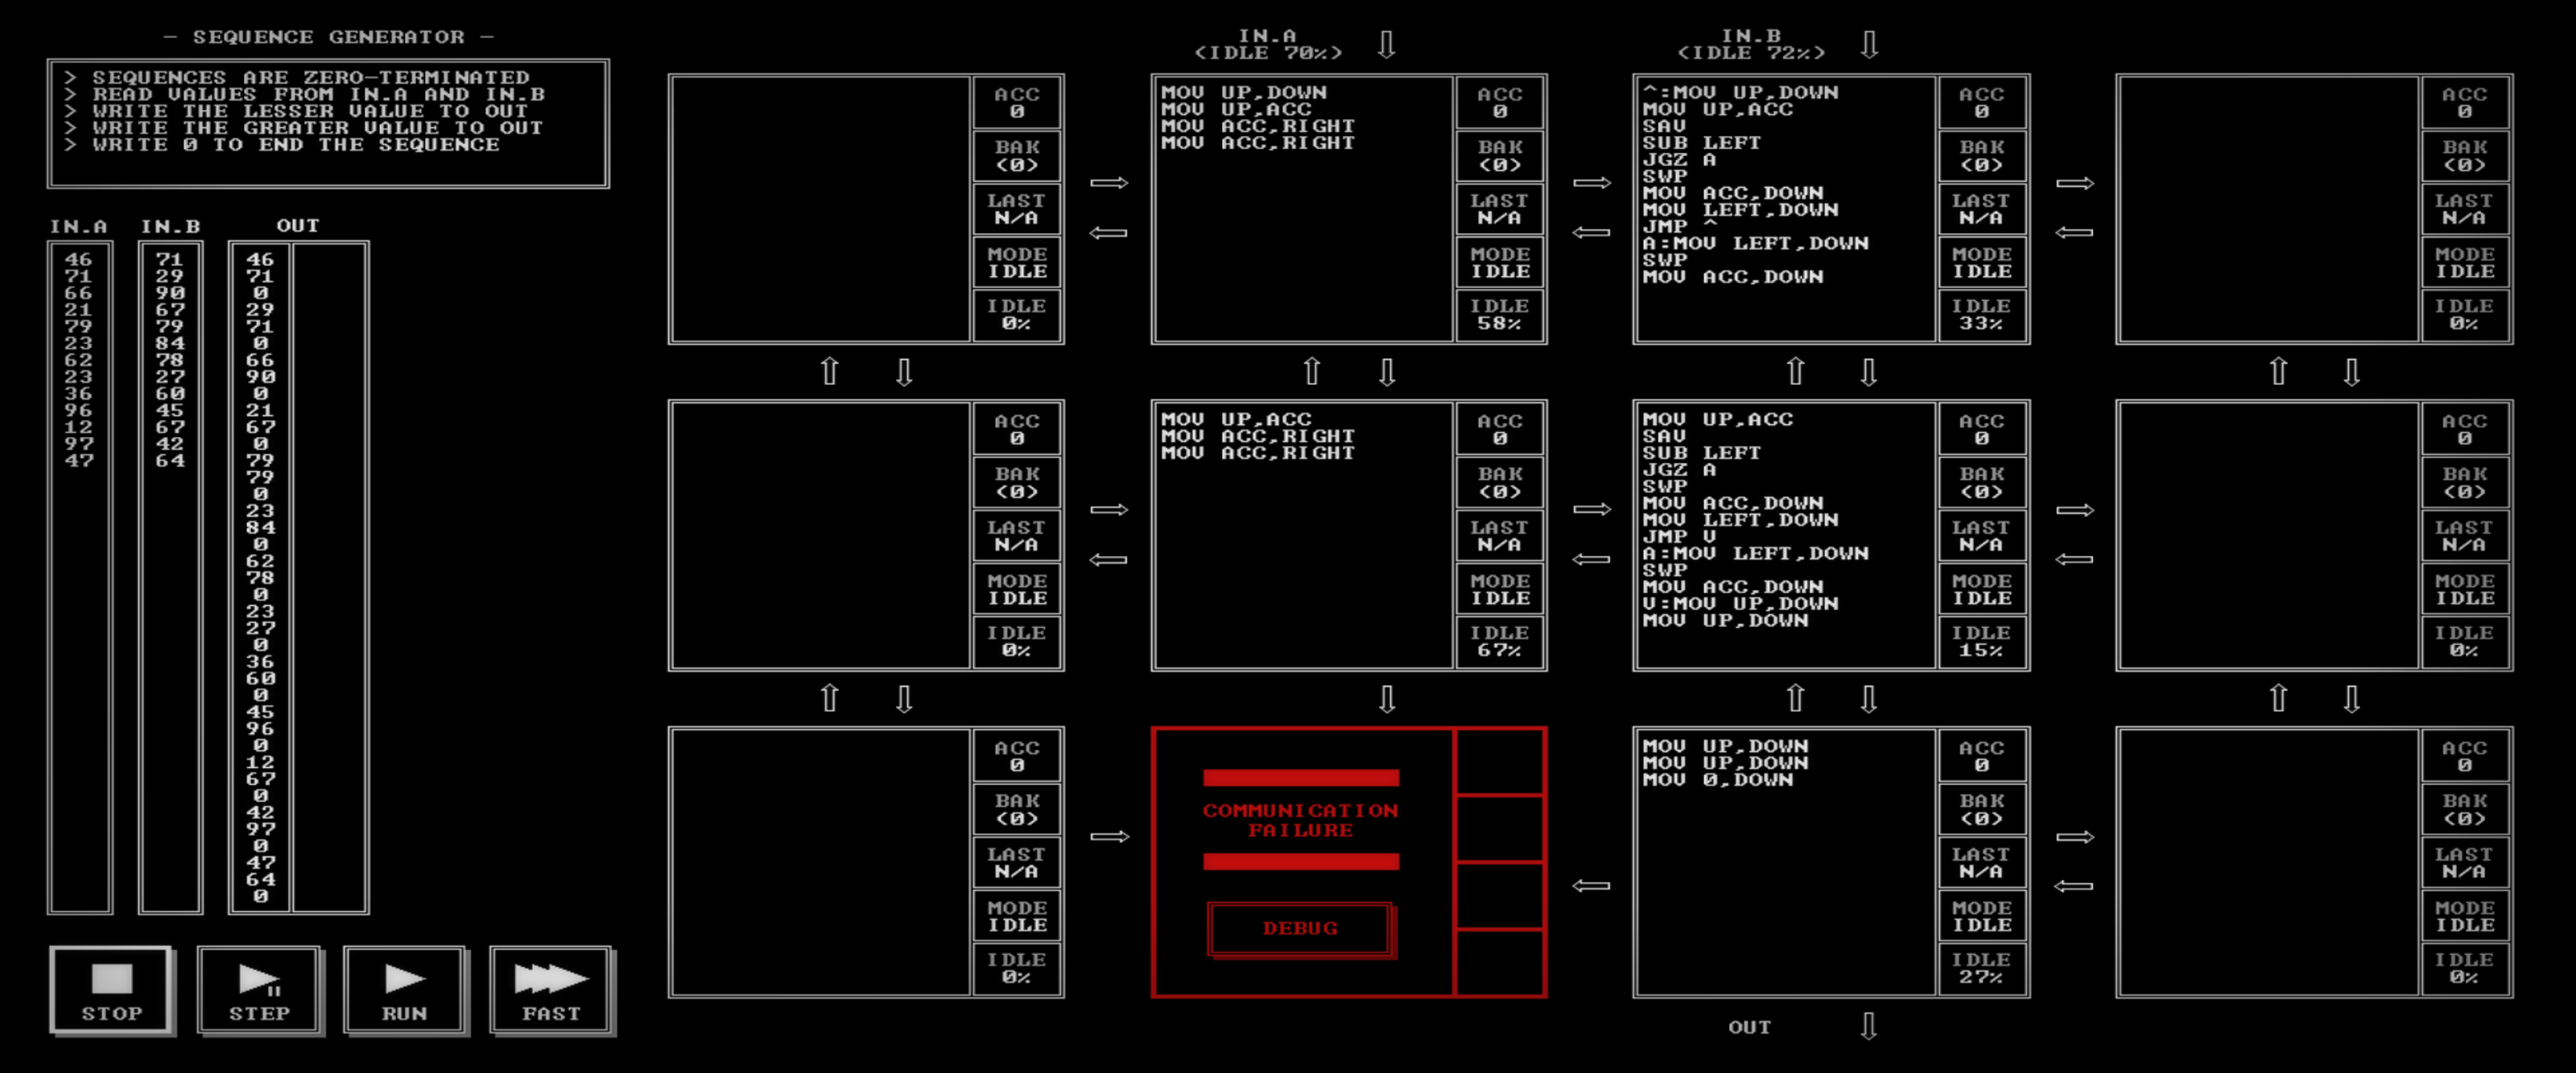 - SEQUENCE GENERATOR -
> SEQUENCES ARE ZERO-TERMINATED
> READ VALUES FROM IN.A AND IN.B
> WRITE THE LESSER VALUE TO OUT
> WRITE THE GREATER VALUE TO OUT
> WRITE 0 TO END THE SEQUENCE
IN.A IN.B OUT
46 71 46
71 29 71
66 90 0
21 67 29
79 79 71
23 84 0
62 78 66
23 27 90
36 60 0
96 45 21
12 67 67
97 42 0
47 64 79
79
0
23
84
0
62
78
0
23
27
0
36
60
0
45
96
0
12
67
0
42
97
0
47
64
0
STOP
STEP
RUN
FAST
ACC
0
BAK
(0)
LAST
N/A
MODE
IDLE
IDLE
0%
IN.A
(IDLE 70%)
MOV UP,DOWN
MOV UP,ACC
MOV ACC,RIGHT
MOV ACC,RIGHT
ACC
0
BAK
(0)
LAST
N/A
MODE
IDLE
IDLE
58%
IN.B
(IDLE 72%)
^:MOV UP,DOWN
MOV UP,ACC
SAV
SUB LEFT
JGZ A
SWP
MOV ACC,DOWN
MOV LEFT,DOWN
JMP ^
A:MOV LEFT,DOWN
SWP
MOV ACC,DOWN
ACC
0
BAK
(0)
LAST
N/A
MODE
IDLE
IDLE
33%
ACC
0
BAK
(0)
LAST
N/A
MODE
IDLE
IDLE
0%
ACC
0
BAK
(0)
LAST
N/A
MODE
IDLE
IDLE
0%
MOV UP,ACC
MOV ACC,RIGHT
MOV ACC,RIGHT
ACC
0
BAK
(0)
LAST
N/A
MODE
IDLE
IDLE
67%
MOV UP,ACC
SAV
SUB LEFT
JGZ A
SWP
MOV ACC,DOWN
MOV LEFT,DOWN
JMP V
A:MOV LEFT,DOWN
SWP
MOV ACC,DOWN
V:MOV UP,DOWN
MOV UP,DOWN
ACC
0
BAK
(0)
LAST
N/A
MODE
IDLE
IDLE
15%
ACC
0
BAK
(0)
LAST
N/A
MODE
IDLE
IDLE
0%
ACC
0
BAK
(0)
LAST
N/A
MODE
IDLE
IDLE
0%
COMMUNICATION
FAILURE
DEBUG
MOV UP,DOWN
MOV UP,DOWN
MOV 0,DOWN
ACC
0
BAK
(0)
LAST
N/A
MODE
IDLE
IDLE
27%
ACC
0
BAK
(0)
LAST
N/A
MODE
IDLE
IDLE
0%
OUT